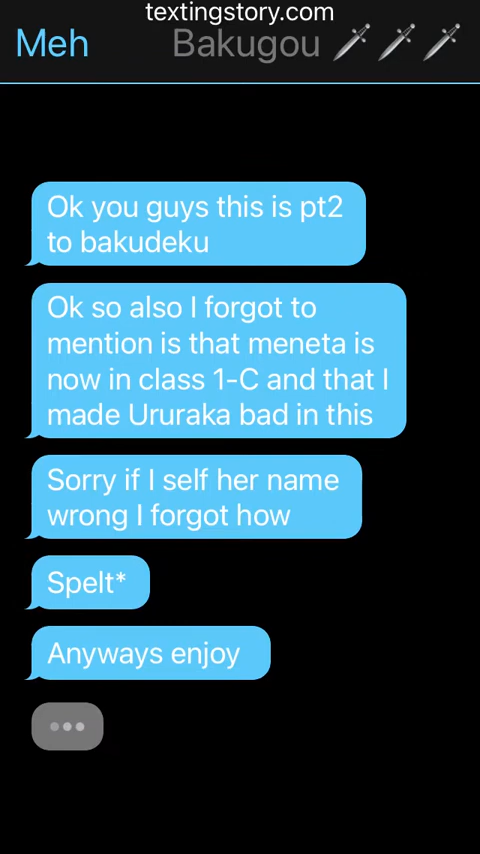 textingstory.com
Meh Bakugou 🗡️🗡️🗡️
Ok you guys this is pt2
to bakudeku
Ok so also I forgot to
mention is that meneta is
now in class 1-C and that I
made Ururaka bad in this
Sorry if I self her name
wrong I forgot how
Spelt*
Anyways enjoy